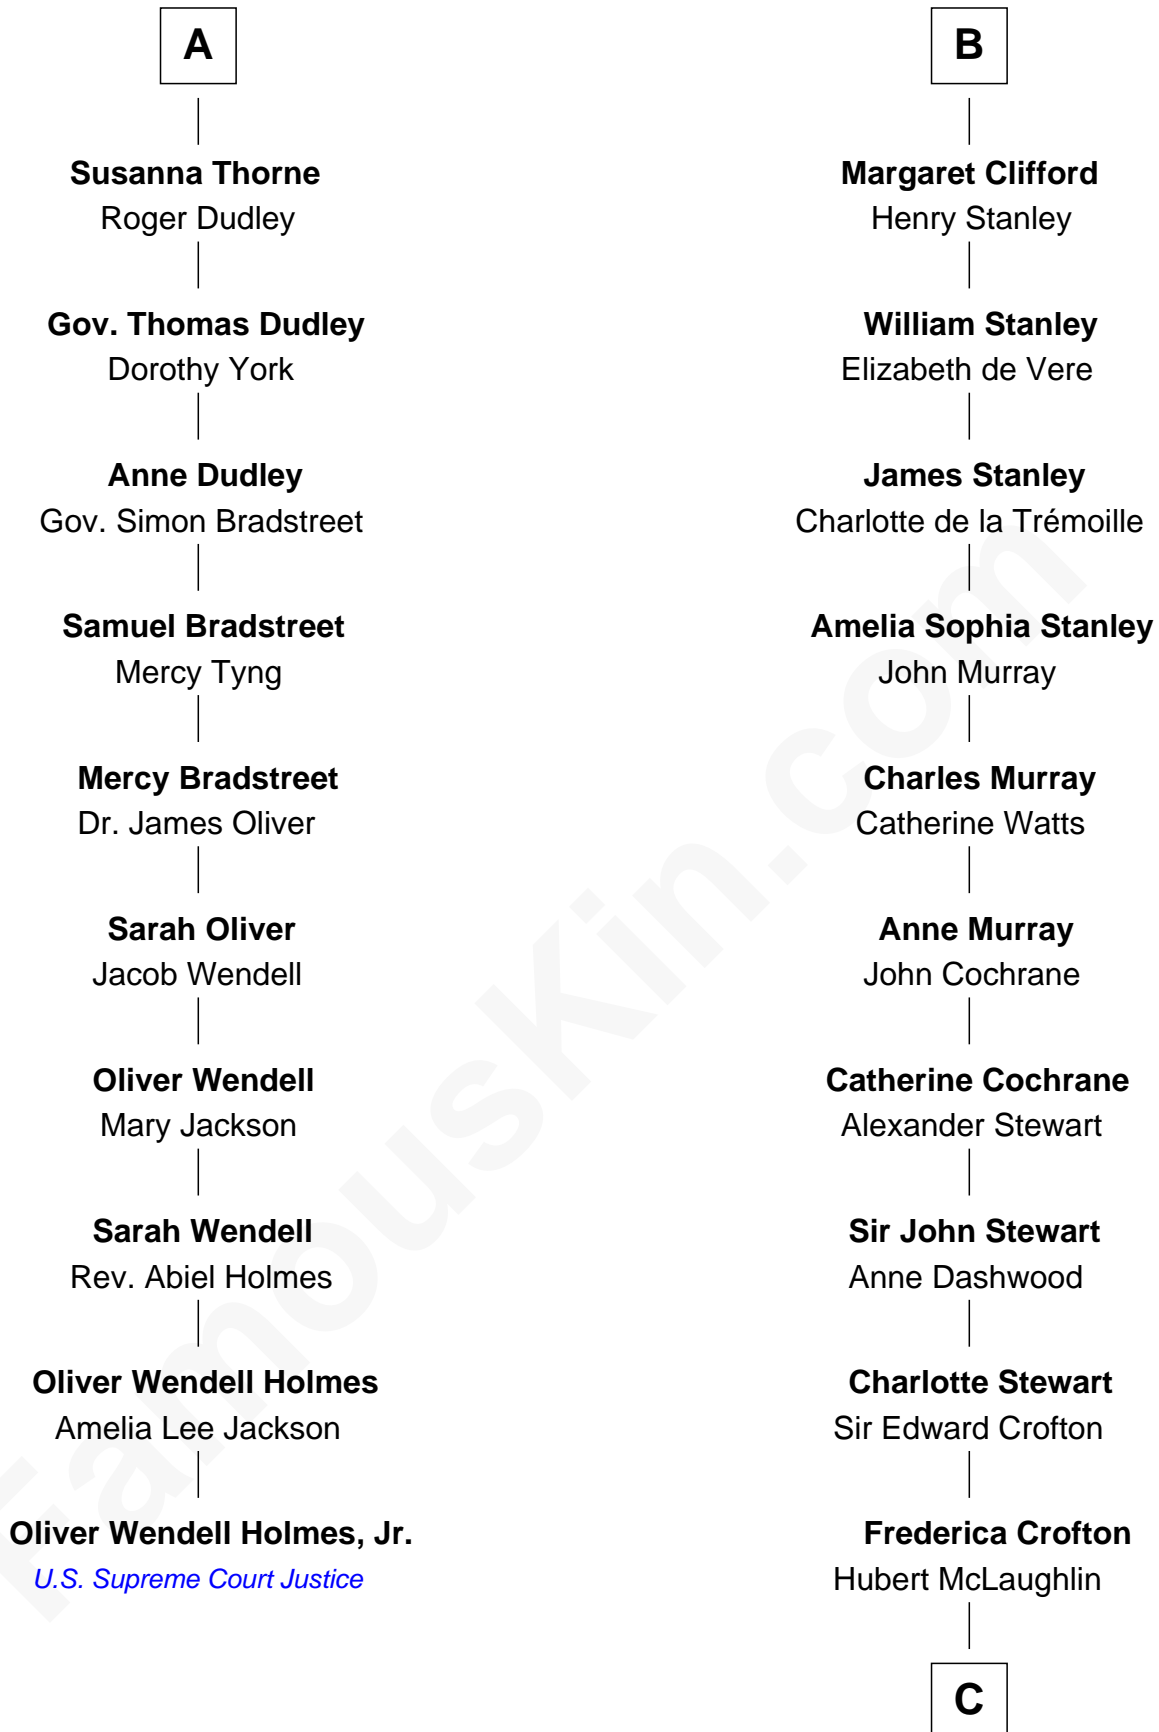 A
Susanna Thorne
Roger Dudley
Gov. Thomas Dudley
Dorothy York
Anne Dudley
Gov. Simon Bradstreet
Samuel Bradstreet
Mercy Tyng
Mercy Bradstreet
Dr. James Oliver
Sarah Oliver
Jacob Wendell
Oliver Wendell
Mary Jackson
Sarah Wendell
Rev. Abiel Holmes
Oliver Wendell Holmes
Amelia Lee Jackson
Oliver Wendell Holmes, Jr.
U.S. Supreme Court Justice
B
Margaret Clifford
Henry Stanley
William Stanley
Elizabeth de Vere
James Stanley
Charlotte de la Trémoille
Amelia Sophia Stanley
John Murray
Charles Murray
Catherine Watts
Anne Murray
John Cochrane
Catherine Cochrane
Alexander Stewart
Sir John Stewart
Anne Dashwood
Charlotte Stewart
Sir Edward Crofton
Frederica Crofton
Hubert McLaughlin
C
FamousKin.com